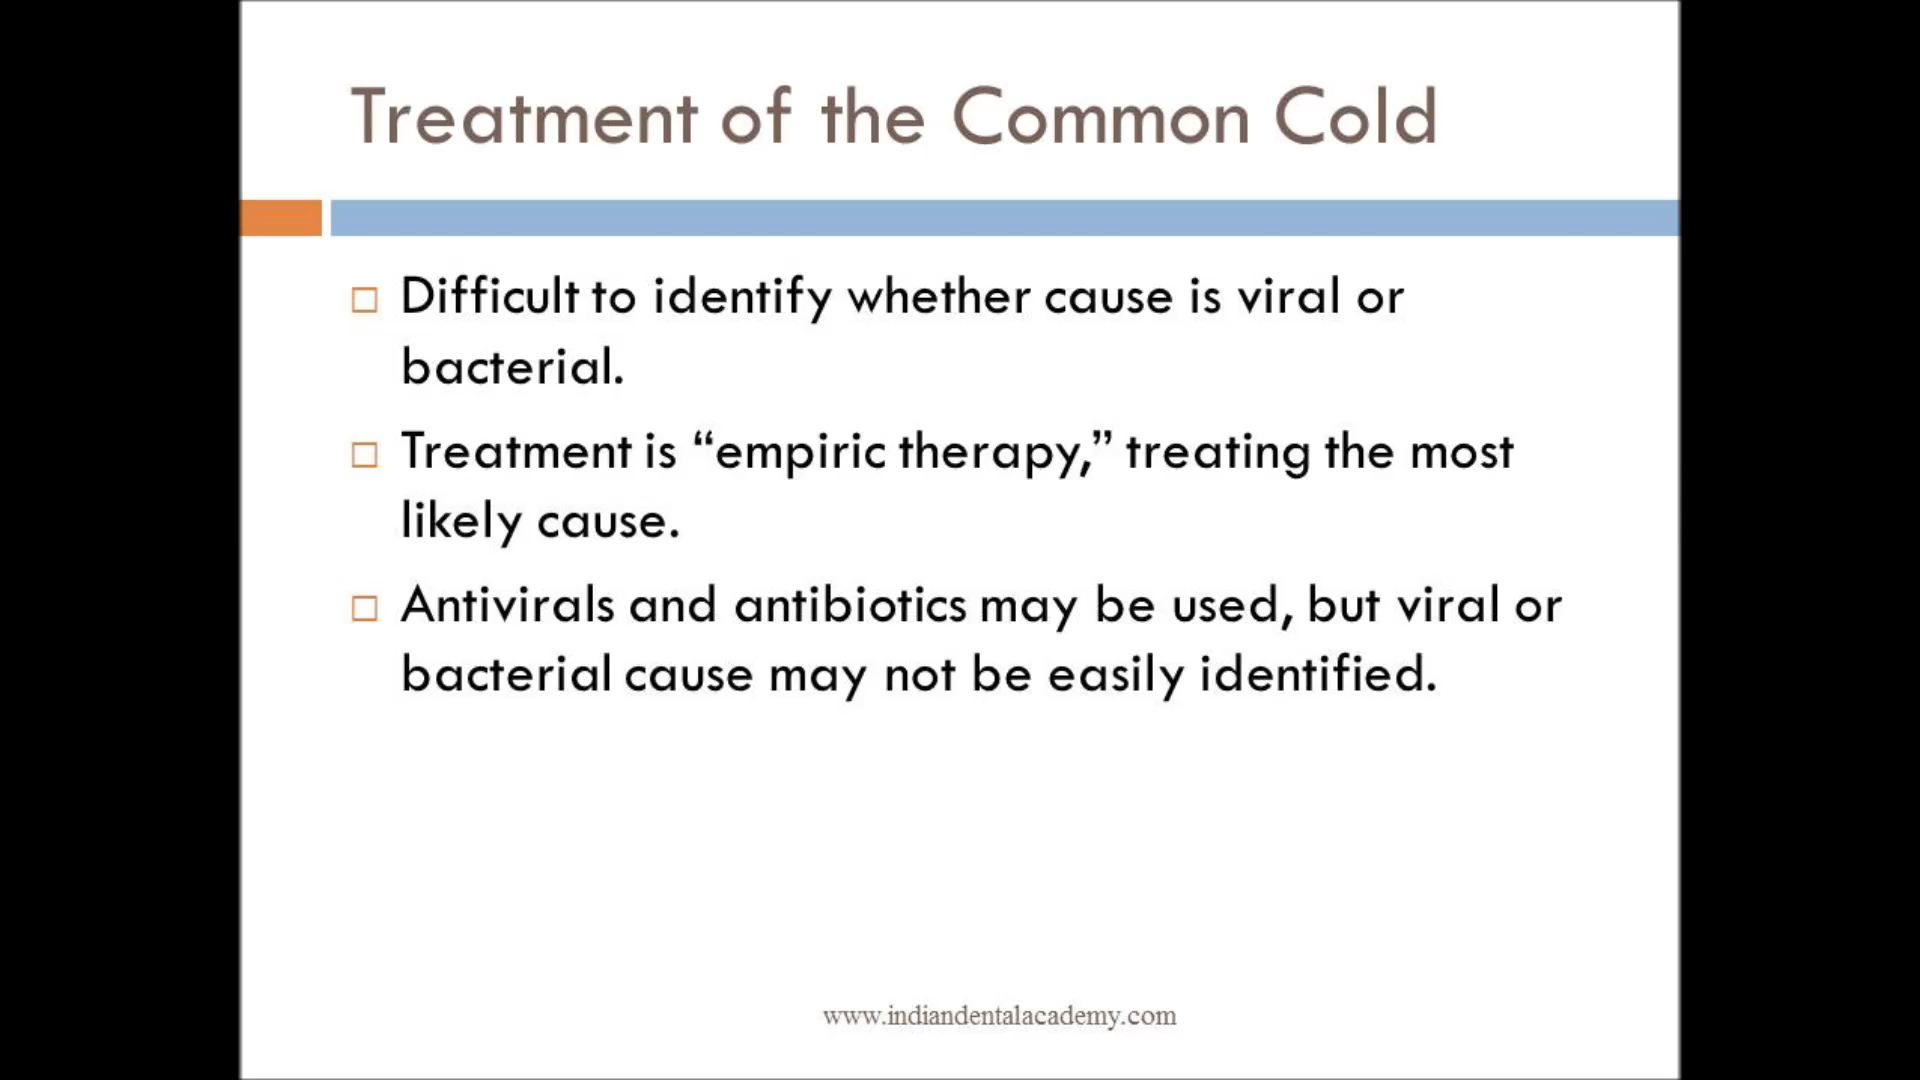 Treatment of the Common Cold
Difficult to identify whether cause is viral or
bacterial.
Treatment is “empiric therapy,” treating the most
likely cause.
Antivirals and antibiotics may be used, but viral or
bacterial cause may not be easily identified.
www.indiandentalacademy.com